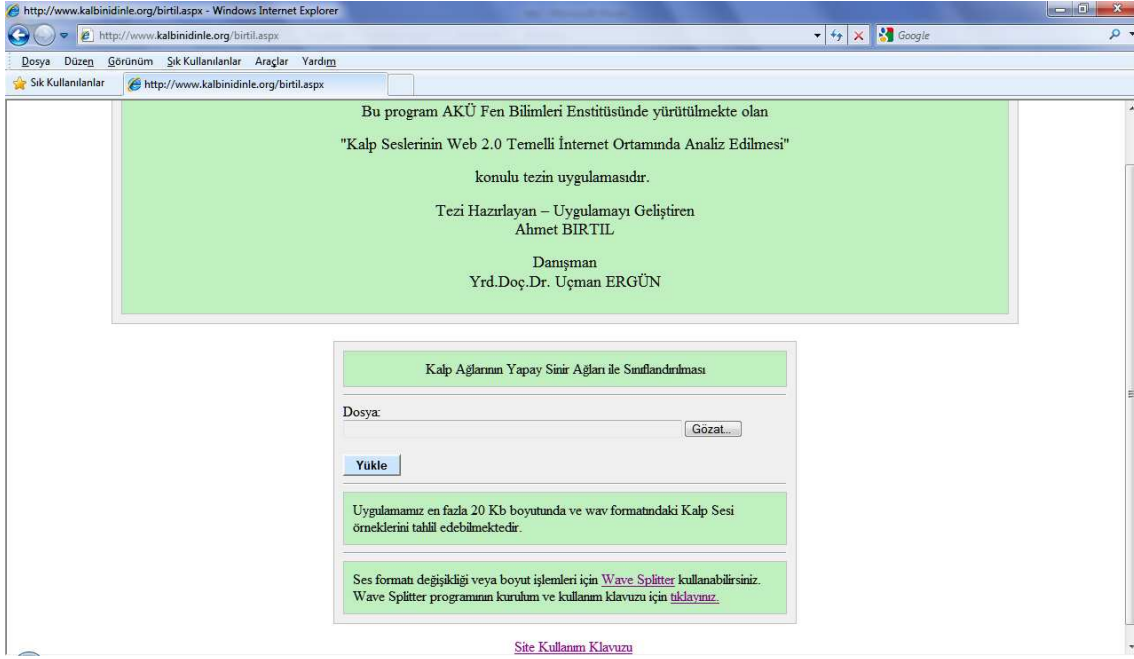 http://www.kalbinidinle.org/birtil.aspx - Windows Internet Explorer
http://www.kalbinidinle.org/birtil.aspx
Google
Dosya Düzen Görünüm Sık Kullanılanlar Araçlar Yardım
Sık Kullanılanlar
http://www.kalbinidinle.org/birtil.aspx
Bu program AKÜ Fen Bilimleri Enstitüsünde yürütülmekte olan
"Kalp Seslerinin Web 2.0 Temelli İnternet Ortamında Analiz Edilmesi"
konulu tezin uygulamasıdır.
Tezi Hazırlayan – Uygulamayı Geliştiren
Ahmet BIRTIL
Danışman
Yrd.Doç.Dr. Uçman ERGÜN
Kalp Ağlarının Yapay Sinir Ağları ile Sınıflandırılması
Dosya:
Gözat...
Yükle
Uygulamamız en fazla 20 Kb boyutunda ve wav formatındaki Kalp Sesi
örneklerini tahlil edebilmektedir.
Ses formatı değişikliği veya boyut işlemleri için Wave Splitter kullanabilirsiniz.
Wave Splitter programının kurulum ve kullanım klavuzu için tıklayınız.
Site Kullanım Klavuzu